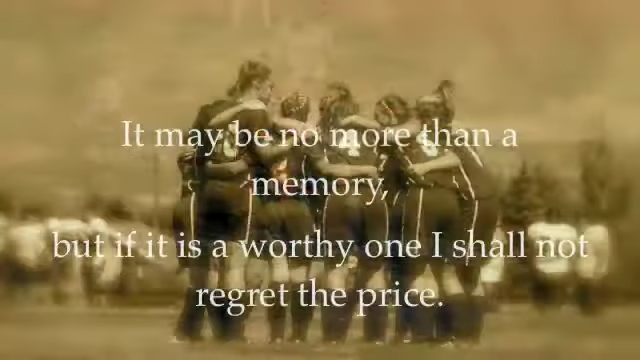 It may be no more than a
memory,
but if it is a worthy one I shall not
regret the price.